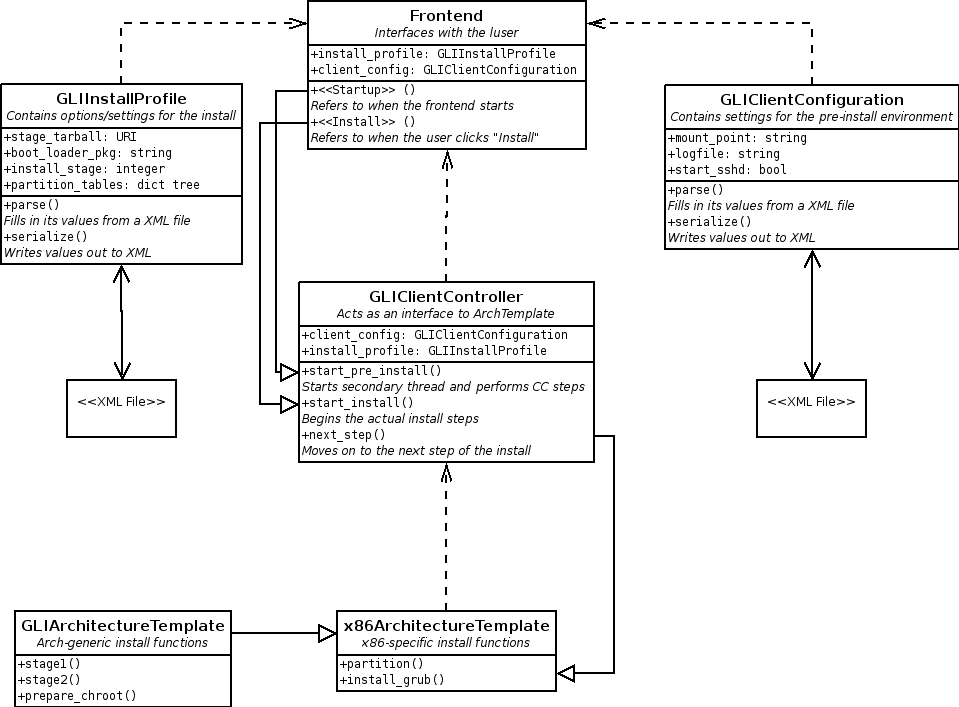 Frontend
Interfaces with the luser
+install_profile: GLIInstallProfile
+client_config: GLIClientConfiguration
+<<Startup>> ()
Refers to when the frontend starts
+<<Install>> ()
Refers to when the user clicks "Install"
GLIInstallProfile
Contains options/settings for the install
+stage_tarball: URI
+boot_loader_pkg: string
+install_stage: integer
+partition_tables: dict tree
+parse()
Fills in its values from a XML file
+serialize()
Writes values out to XML
GLIClientConfiguration
Contains settings for the pre-install environment
+mount_point: string
+logfile: string
+start_sshd: bool
+parse()
Fills in its values from a XML file
+serialize()
Writes values out to XML
GLIClientController
Acts as an interface to ArchTemplate
+client_config: GLIClientConfiguration
+install_profile: GLIInstallProfile
+start_pre_install()
Starts secondary thread and performs CC steps
+start_install()
Begins the actual install steps
+next_step()
Moves on to the next step of the install
<<XML File>>
<<XML File>>
GLIArchitectureTemplate
Arch-generic install functions
+stage1()
+stage2()
+prepare_chroot()
x86ArchitectureTemplate
x86-specific install functions
+partition()
+install_grub()